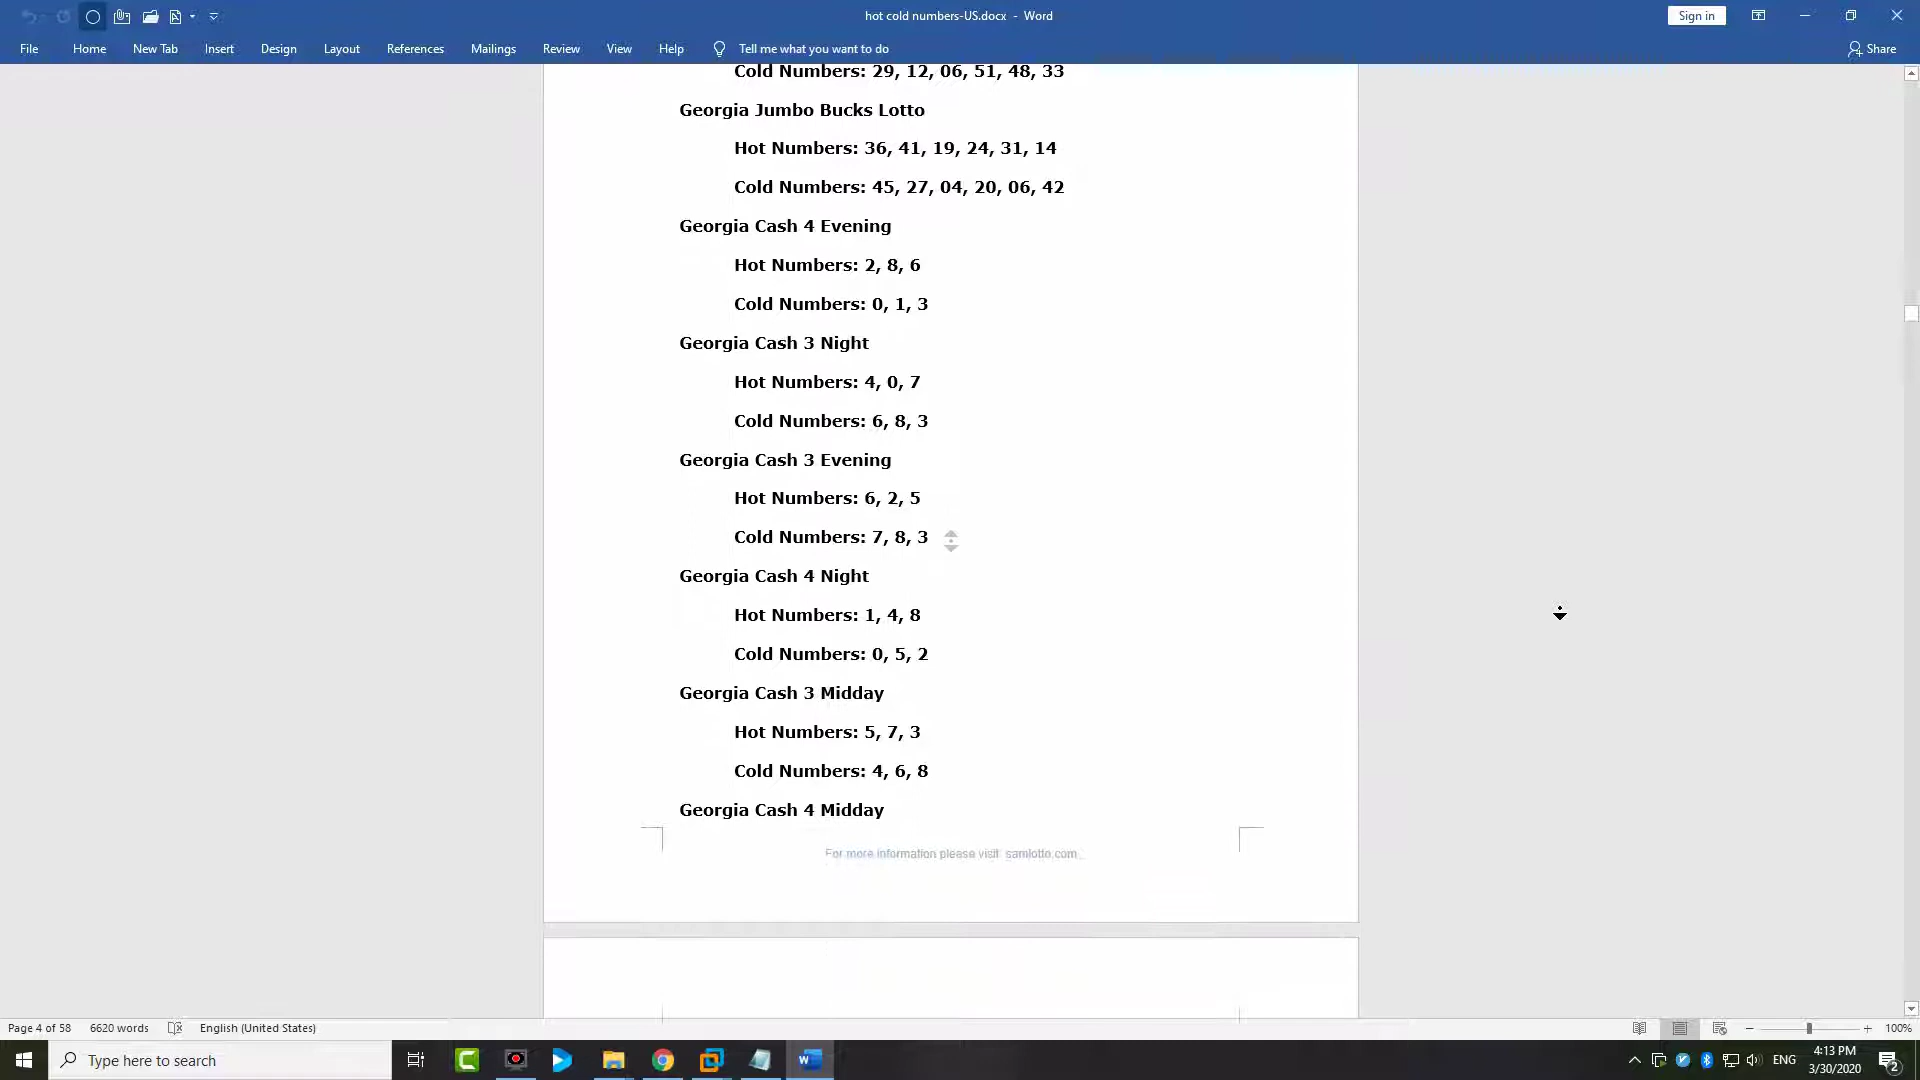 hot cold numbers-US.docx - Word
Sign in
File Home New Tab Insert Design Layout References Mailings Review View Help Tell me what you want to do Share
Cold Numbers: 29, 12, 06, 51, 48, 33
Georgia Jumbo Bucks Lotto
Hot Numbers: 36, 41, 19, 24, 31, 14
Cold Numbers: 45, 27, 04, 20, 06, 42
Georgia Cash 4 Evening
Hot Numbers: 2, 8, 6
Cold Numbers: 0, 1, 3
Georgia Cash 3 Night
Hot Numbers: 4, 0, 7
Cold Numbers: 6, 8, 3
Georgia Cash 3 Evening
Hot Numbers: 6, 2, 5
Cold Numbers: 7, 8, 3
Georgia Cash 4 Night
Hot Numbers: 1, 4, 8
Cold Numbers: 0, 5, 2
Georgia Cash 3 Midday
Hot Numbers: 5, 7, 3
Cold Numbers: 4, 6, 8
Georgia Cash 4 Midday
For more information please visit samlotto.com
Page 4 of 58 6620 words English (United States) 100%
Type here to search
ENG
4:13 PM
3/30/2020
2